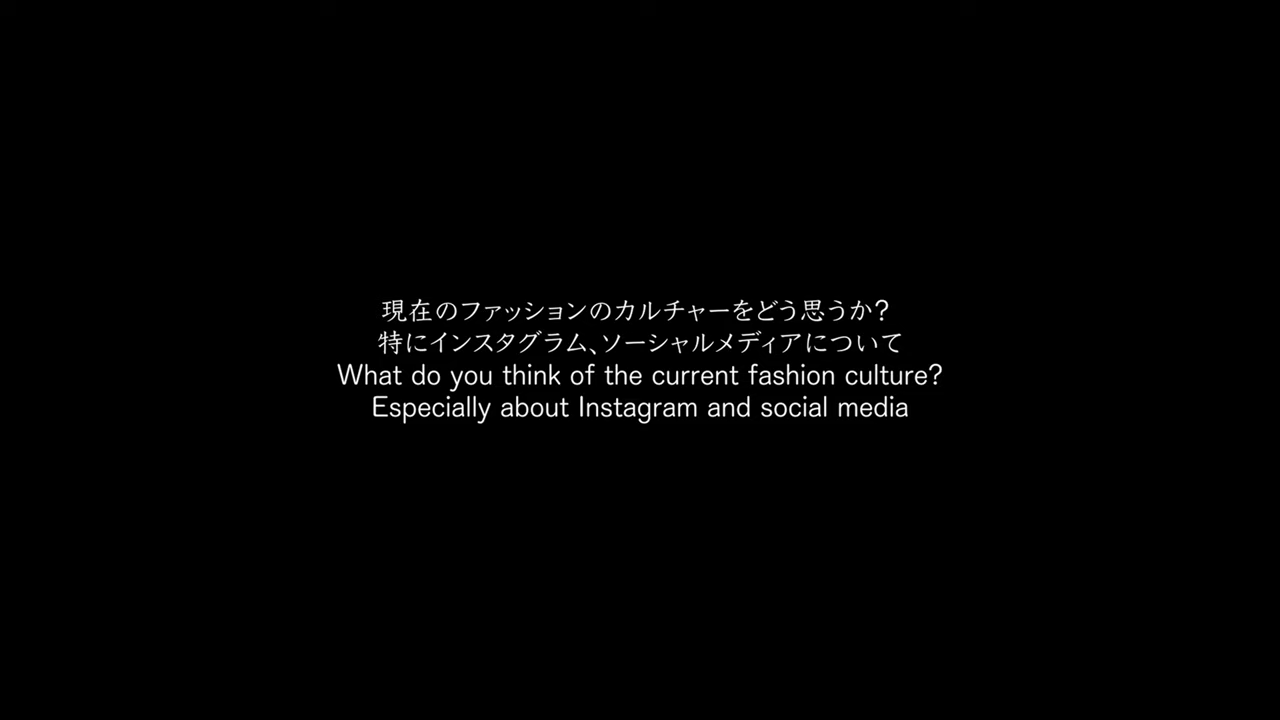 現在のファッションのカルチャーをどう思うか?
特にインスタグラム、ソーシャルメディアについて
What do you think of the current fashion culture?
Especially about Instagram and social media